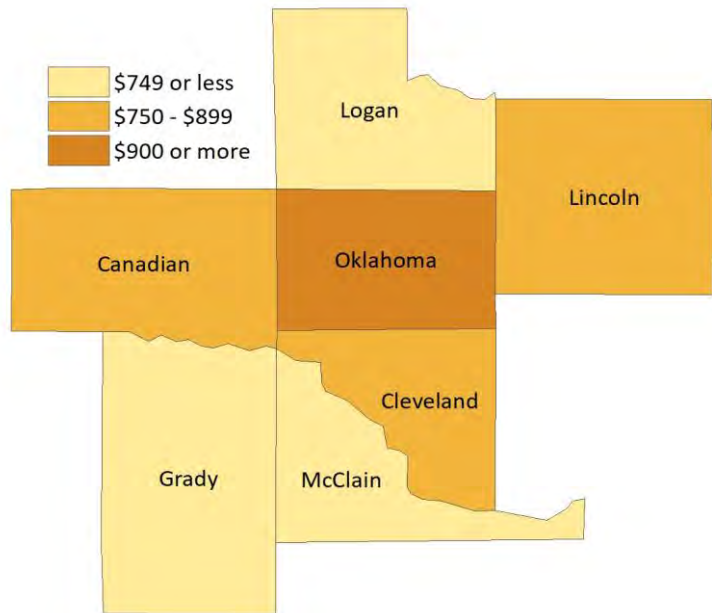 $749 or less
$750 - $899
$900 or more
Logan
Lincoln
Canadian
Oklahoma
Cleveland
Grady
McClain